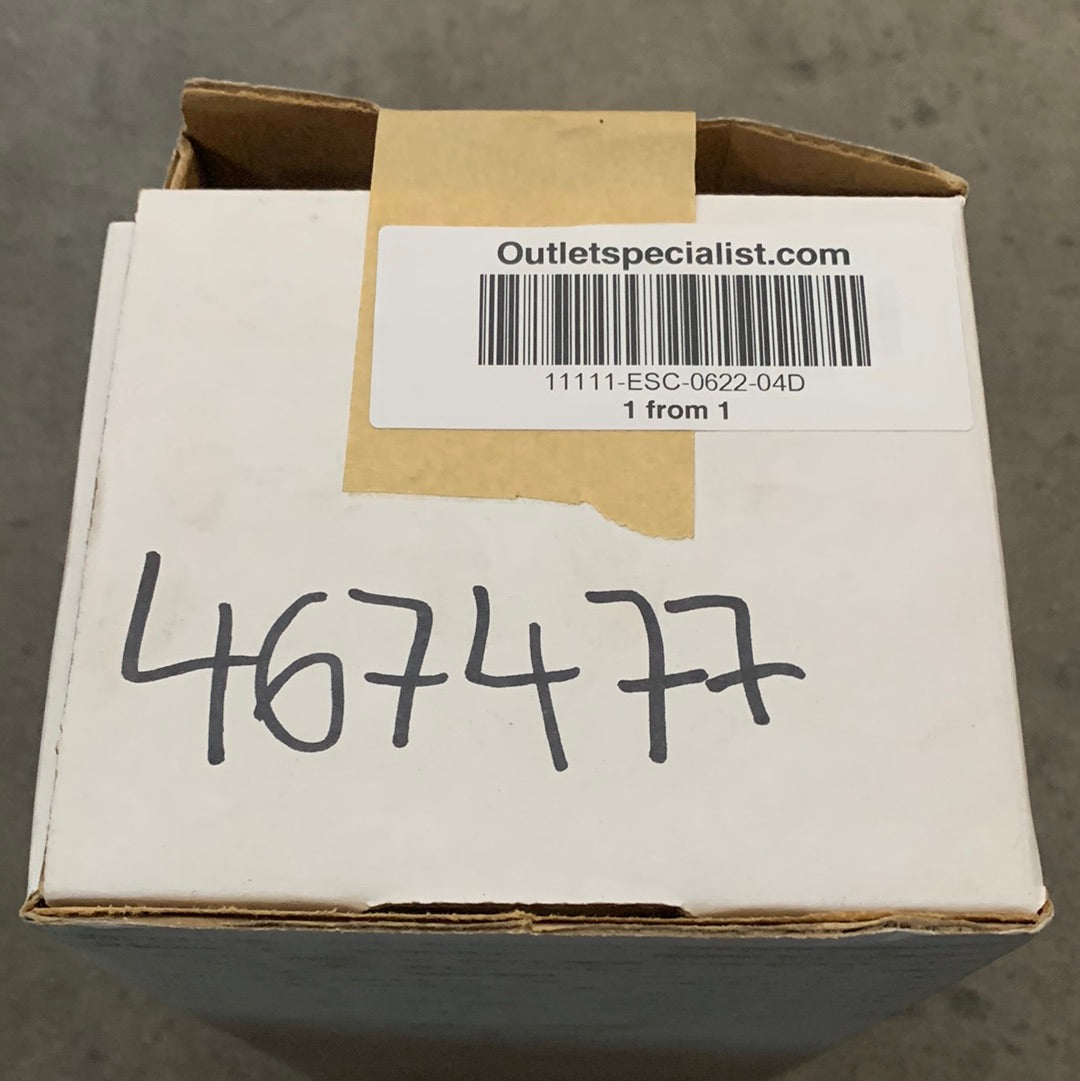 Outletspecialist.com
11111-ESC-0622-04D
1 from 1
467477